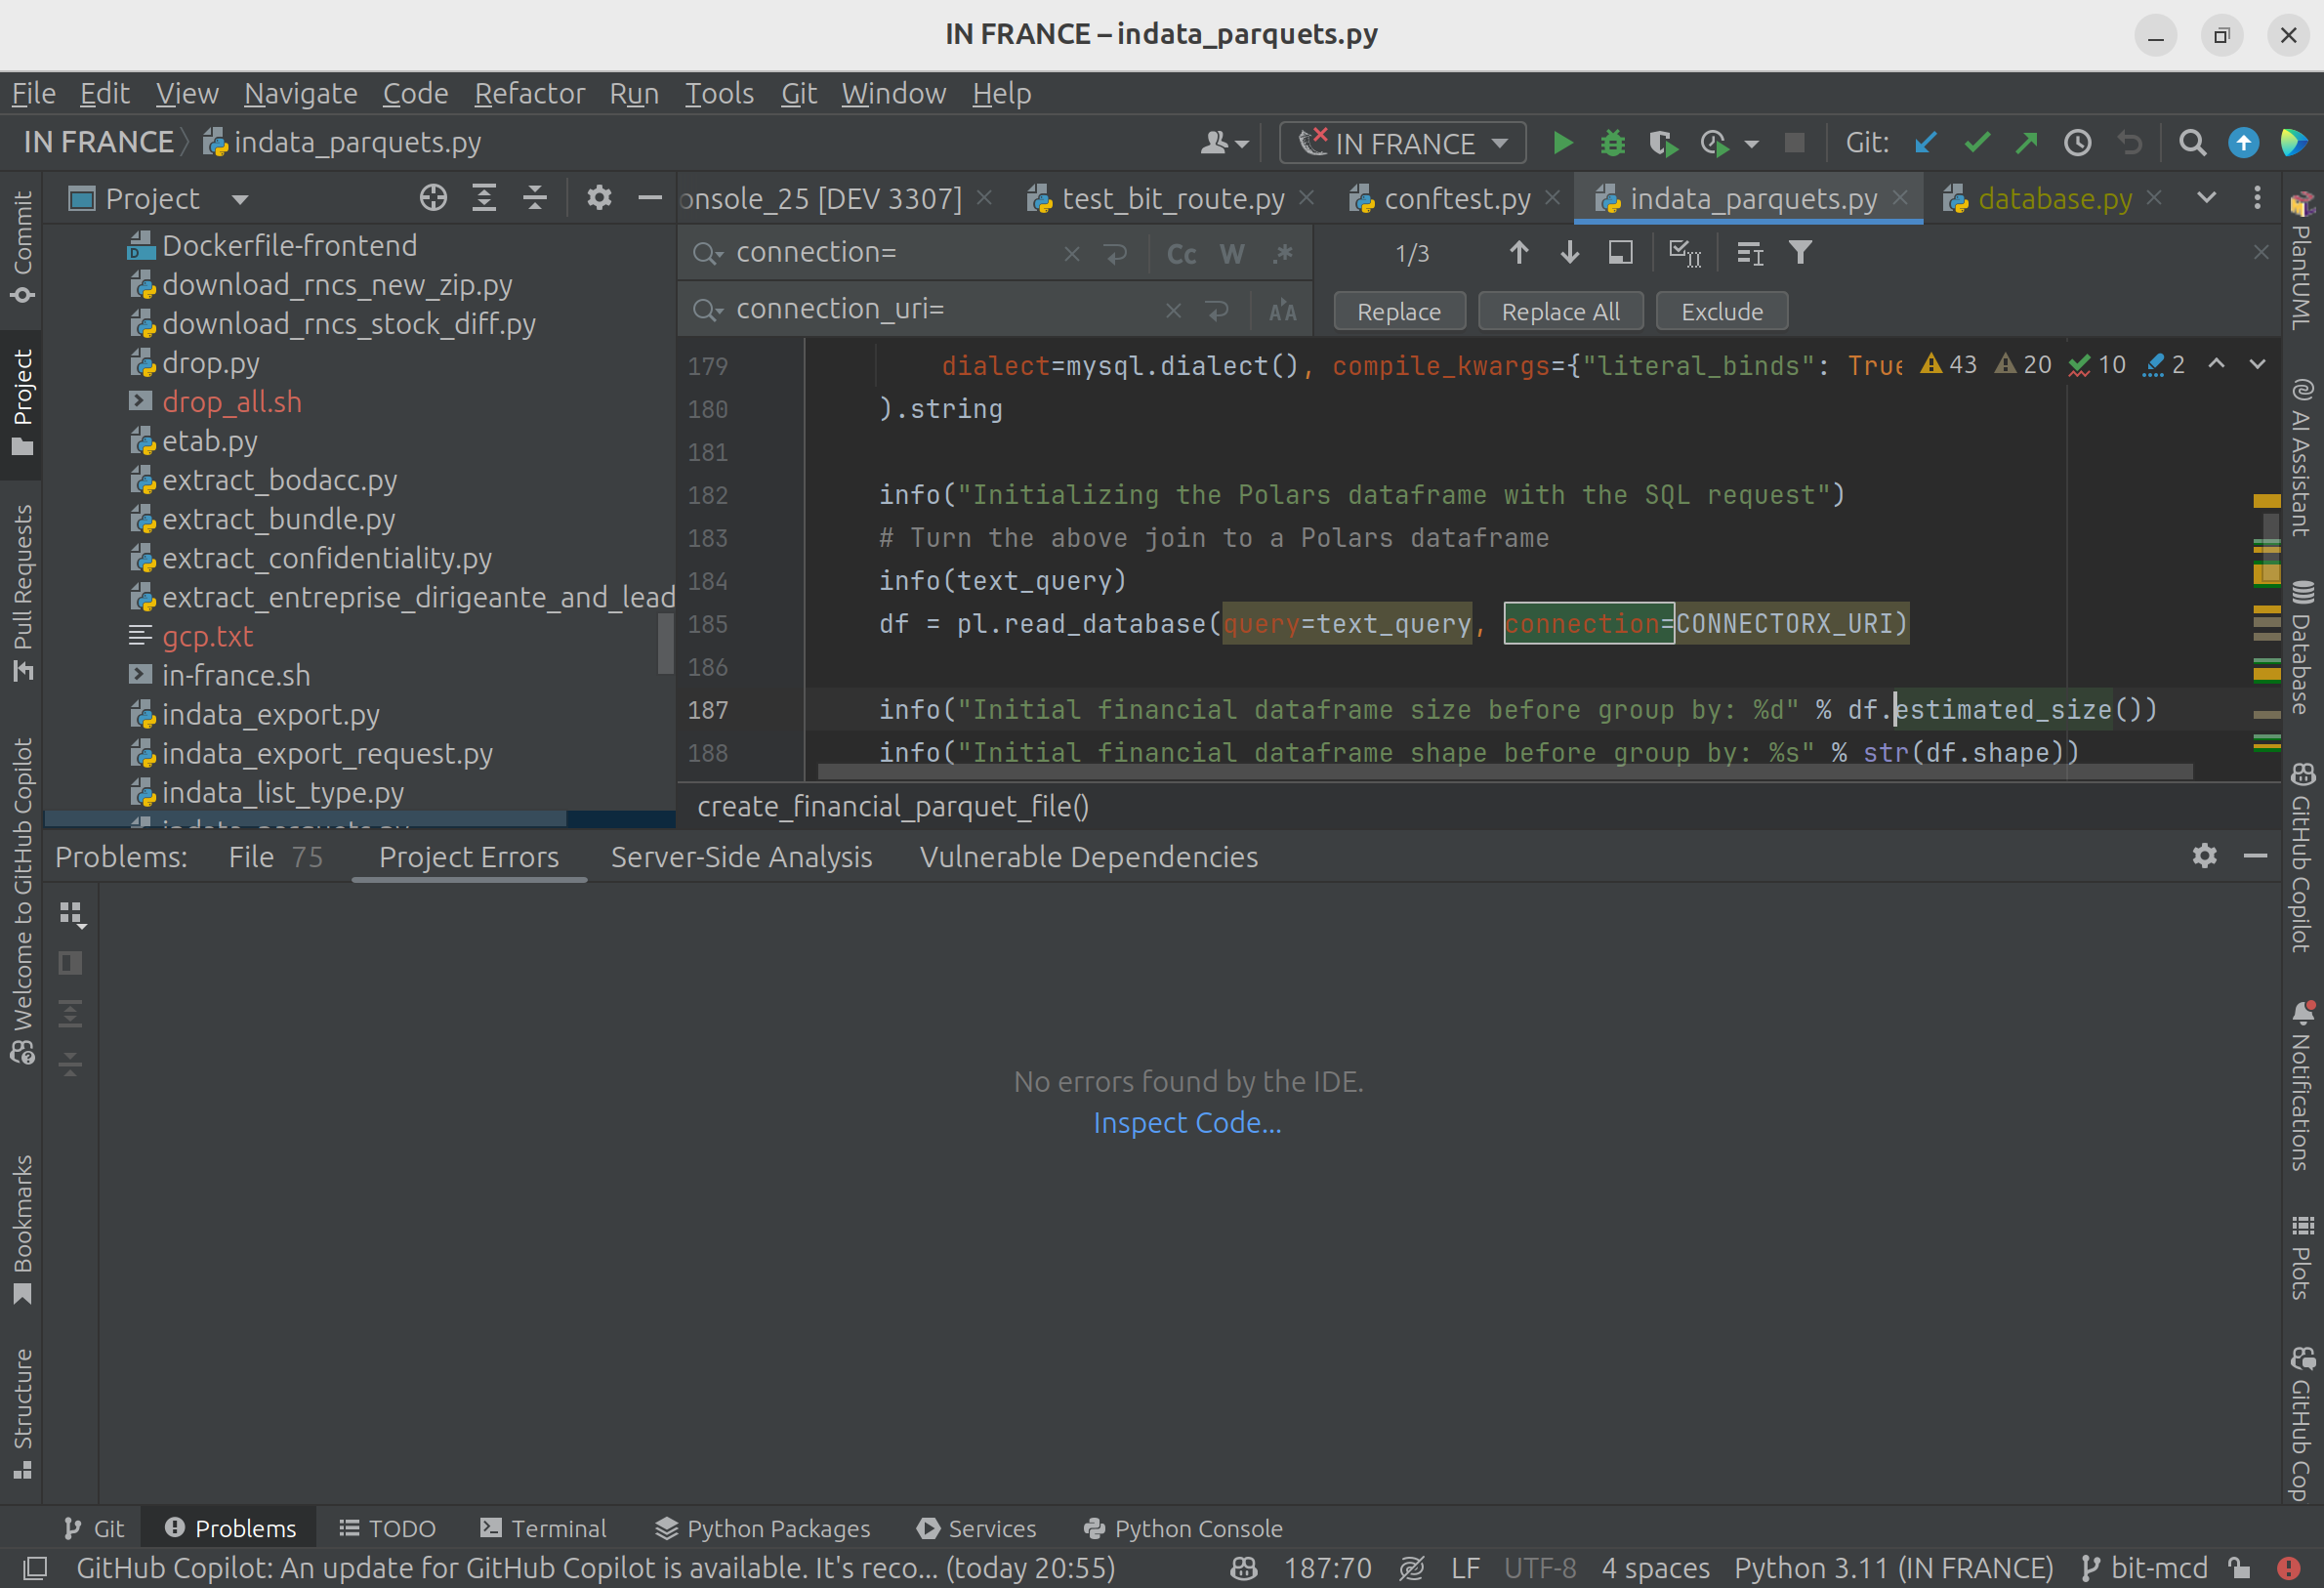 IN FRANCE – indata_parquets.py
File Edit View Navigate Code Refactor Run Tools Git Window Help
IN FRANCE indata_parquets.py IN FRANCE Git:
Project
onsole_25 [DEV 3307] test_bit_route.py conftest.py indata_parquets.py database.py
connection= Cc W .* 1/3
connection_uri= Replace Replace All Exclude
Dockerfile-frontend
download_rncs_new_zip.py
download_rncs_stock_diff.py
drop.py
drop_all.sh
etab.py
extract_bodacc.py
extract_bundle.py
extract_confidentiality.py
extract_entreprise_dirigeante_and_lead
gcp.txt
in-france.sh
indata_export.py
indata_export_request.py
indata_list_type.py
indata_parquets.py
179 dialect=mysql.dialect(), compile_kwargs={"literal_binds": True 43 20 10 2
180 ).string
181
182 info("Initializing the Polars dataframe with the SQL request")
183 # Turn the above join to a Polars dataframe
184 info(text_query)
185 df = pl.read_database(query=text_query, connection=CONNECTORX_URI)
186
187 info("Initial financial dataframe size before group by: %d" % df.estimated_size())
188 info("Initial financial dataframe shape before group by: %s" % str(df.shape))
create_financial_parquet_file()
Problems: File 75 Project Errors Server-Side Analysis Vulnerable Dependencies
No errors found by the IDE.
Inspect Code...
Commit
Project
Pull Requests
Welcome to GitHub Copilot
Bookmarks
Structure
PlantUML
AI Assistant
Database
GitHub Copilot
Notifications
Plots
GitHub Cop
Git Problems TODO Terminal Python Packages Services Python Console
GitHub Copilot: An update for GitHub Copilot is available. It's reco... (today 20:55) 187:70 LF UTF-8 4 spaces Python 3.11 (IN FRANCE) bit-mcd